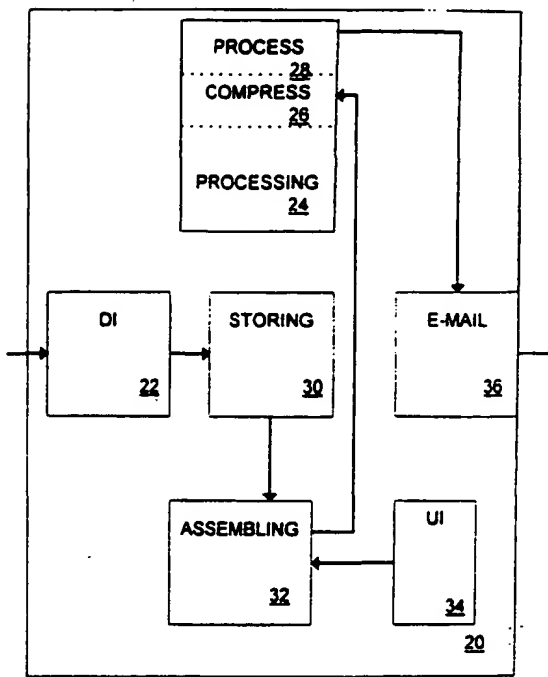 PROCESS
28
COMPRESS
26
PROCESSING
24
DI
22
STORING
30
E-MAIL
36
ASSEMBLING
32
UI
34
20